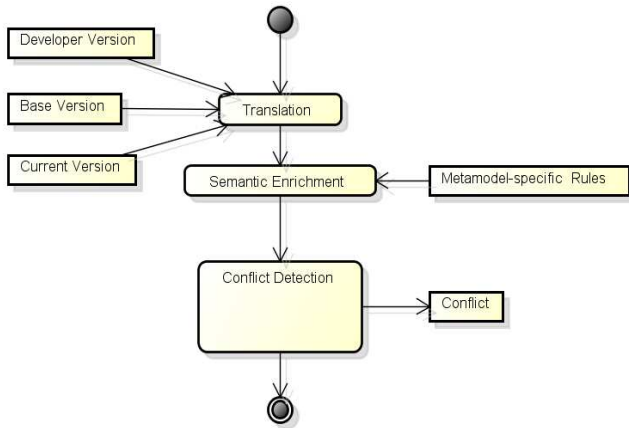 Developer Version
Base Version
Translation
Current Version
Semantic Enrichment
Metamodel-specific Rules
Conflict Detection
Conflict